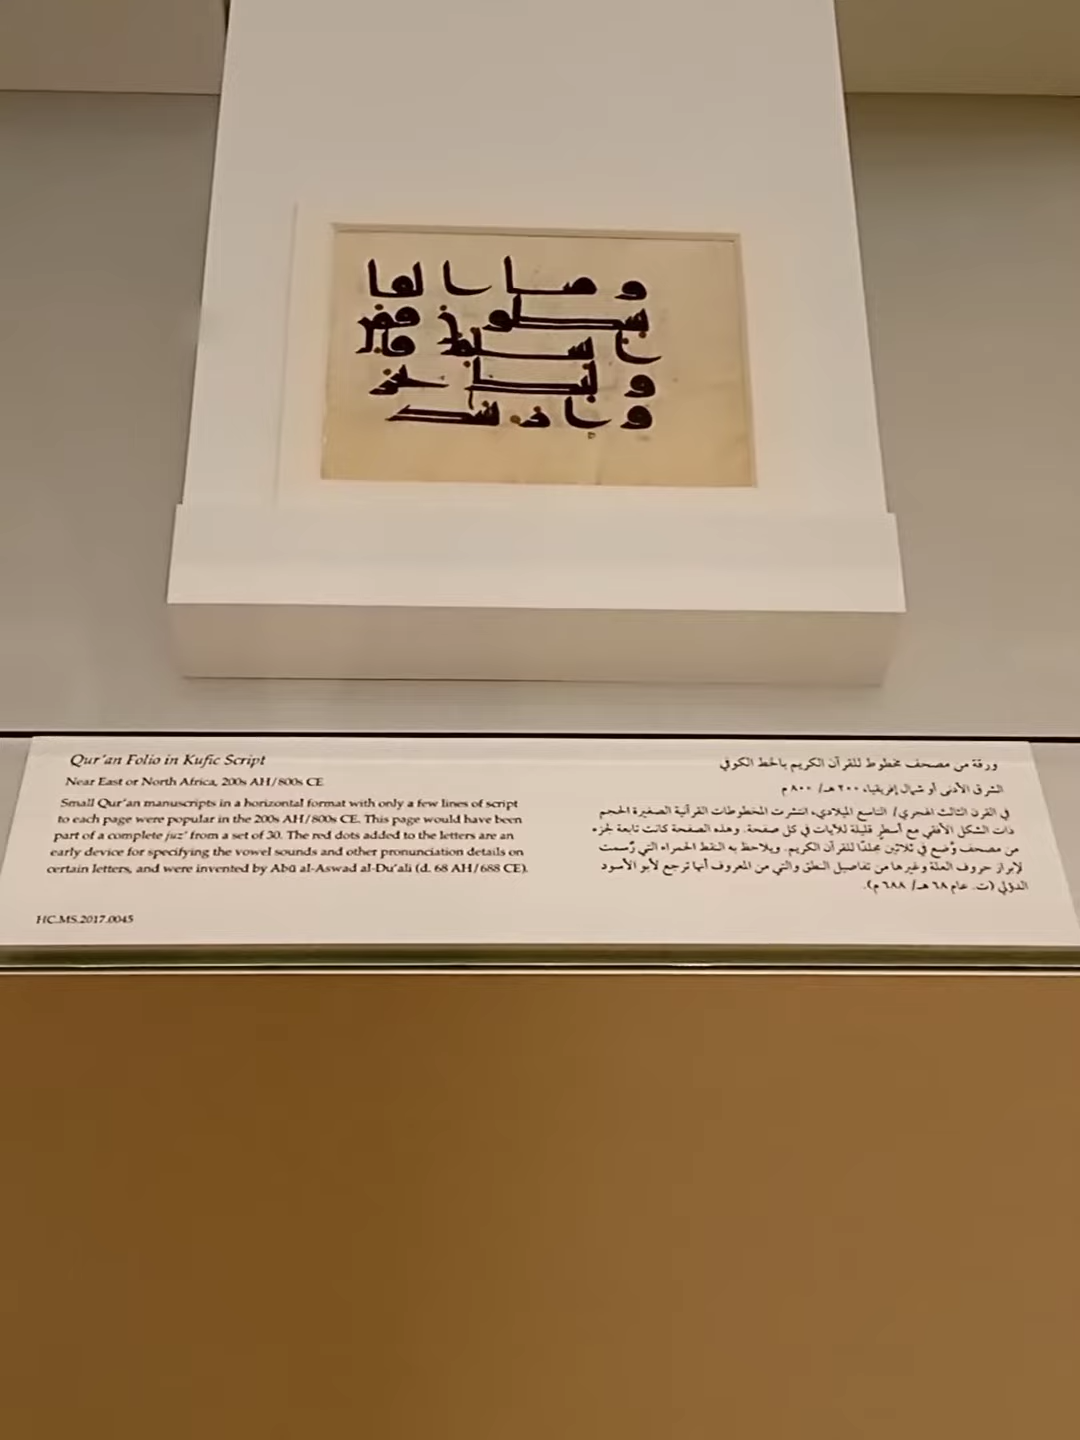 Qur'an Folio in Kufic Script
Near East or North Africa, 200s AH/800s CE
Small Qur'an manuscripts in a horizontal format with only a few lines of script
to each page were popular in the 200s AH/800s CE. This page would have been
part of a complete juz' from a set of 30. The red dots added to the letters are an
early device for specifying the vowel sounds and other pronunciation details on
certain letters, and were invented by Abū al-Aswad al-Du'ali (d. 68 AH/688 CE).
HC.MS.2017.0045
ورقة من مصحف مخطوط للقرآن الكريم بالخط الكوفي
الشرق الأدنى أو شمال إفريقيا، ٢٠٠ هـ/ ٨٠٠ م
في القرن الثالث الهجري/ التاسع الميلادي، انتشرت المخطوطات القرآنية الصغيرة الحجم
ذات الشكل الأفقي مع أسطر قليلة للآيات في كل صفحة. وهذه الصفحة كانت تابعة لجزء
من مصحف وُضع في ثلاثين مجلدًا للقرآن الكريم. ويلاحظ به النقط الحمراء التي رُسمت
لإبراز حروف العلة وغيرها من تفاصيل النطق والتي من المعروف أنها ترجع لأبو الأسود
الدؤلي (ت. عام ٦٨ هـ/ ٦٨٨ م).